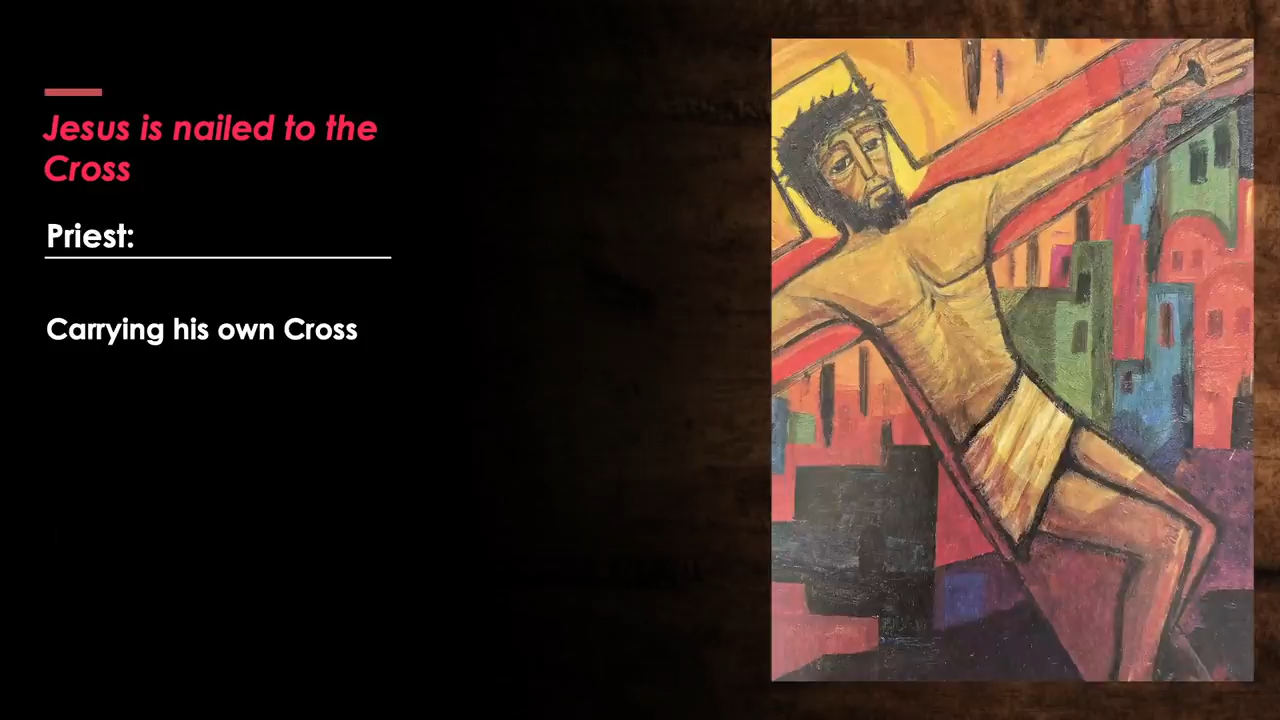 Jesus is nailed to the
Cross
Priest:
Carrying his own Cross